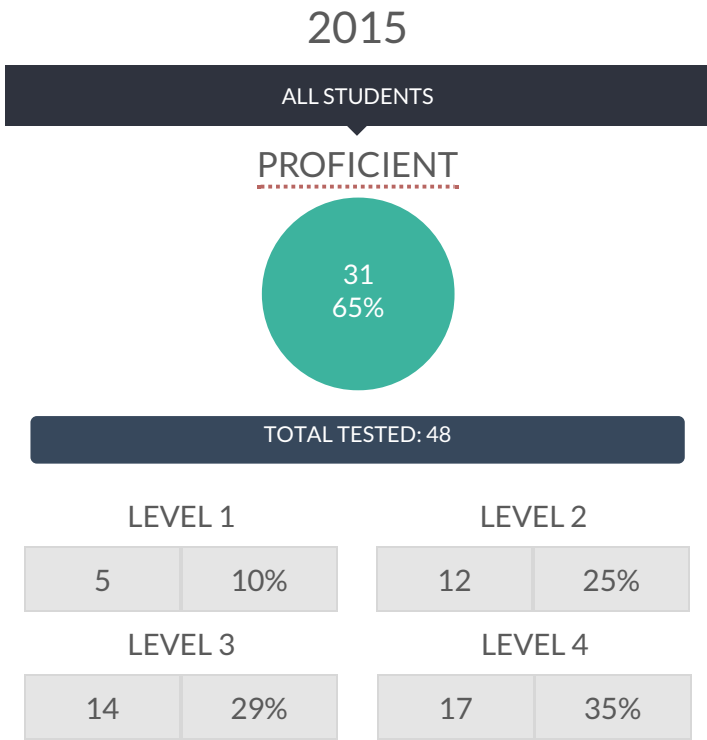 2015
ALL STUDENTS
PROFICIENT
31
65%
TOTAL TESTED: 48
LEVEL 1 LEVEL 2
5 10% 12 25%
LEVEL 3 LEVEL 4
14 29% 17 35%